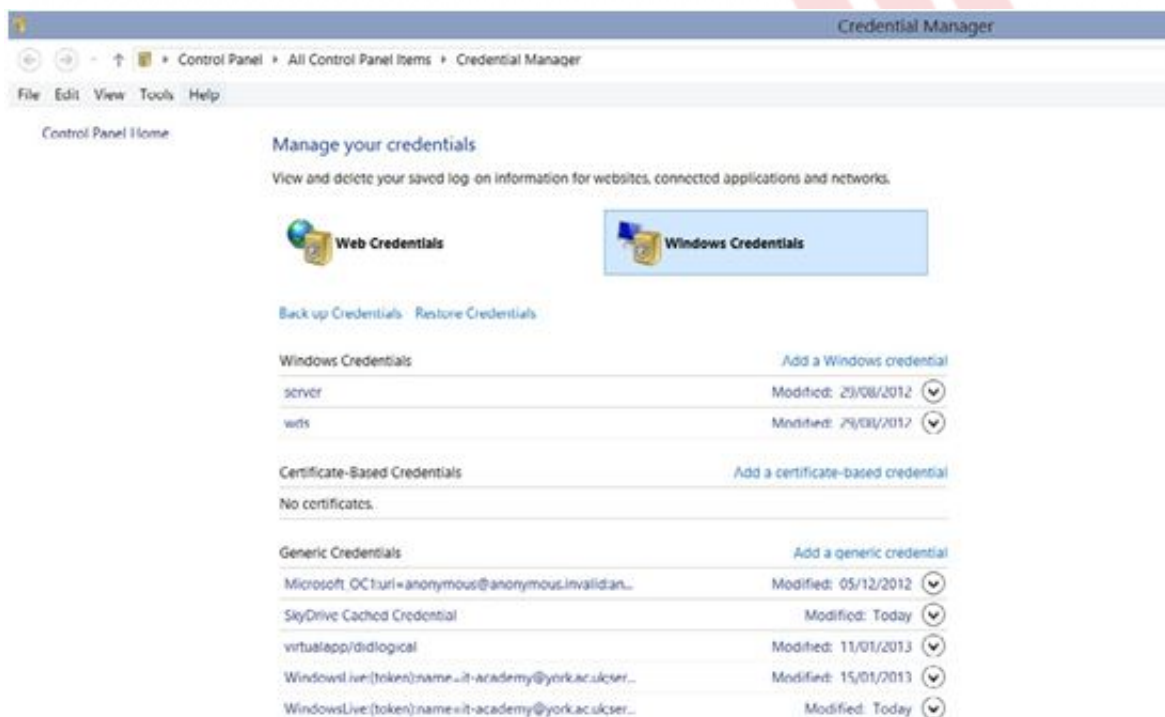 Credential Manager
Control Panel ▸ All Control Panel Items ▸ Credential Manager
File Edit View Tools Help
Control Panel Home
Manage your credentials
View and delete your saved log-on information for websites, connected applications and networks.
Web Credentials Windows Credentials
Back up Credentials Restore Credentials
Windows Credentials Add a Windows credential
server Modified: 29/08/2012
wds Modified: 29/08/2012
Certificate-Based Credentials Add a certificate-based credential
No certificates.
Generic Credentials Add a generic credential
Microsoft_OC1:uri=anonymous@anonymous.invalid:an... Modified: 05/12/2012
SkyDrive Cached Credential Modified: Today
virtualapp/didlogical Modified: 11/01/2013
WindowsLive:(token):name=it-academy@york.ac.uk;ser... Modified: 15/01/2013
WindowsLive:(token):name=it-academy@york.ac.uk;ser... Modified: Today